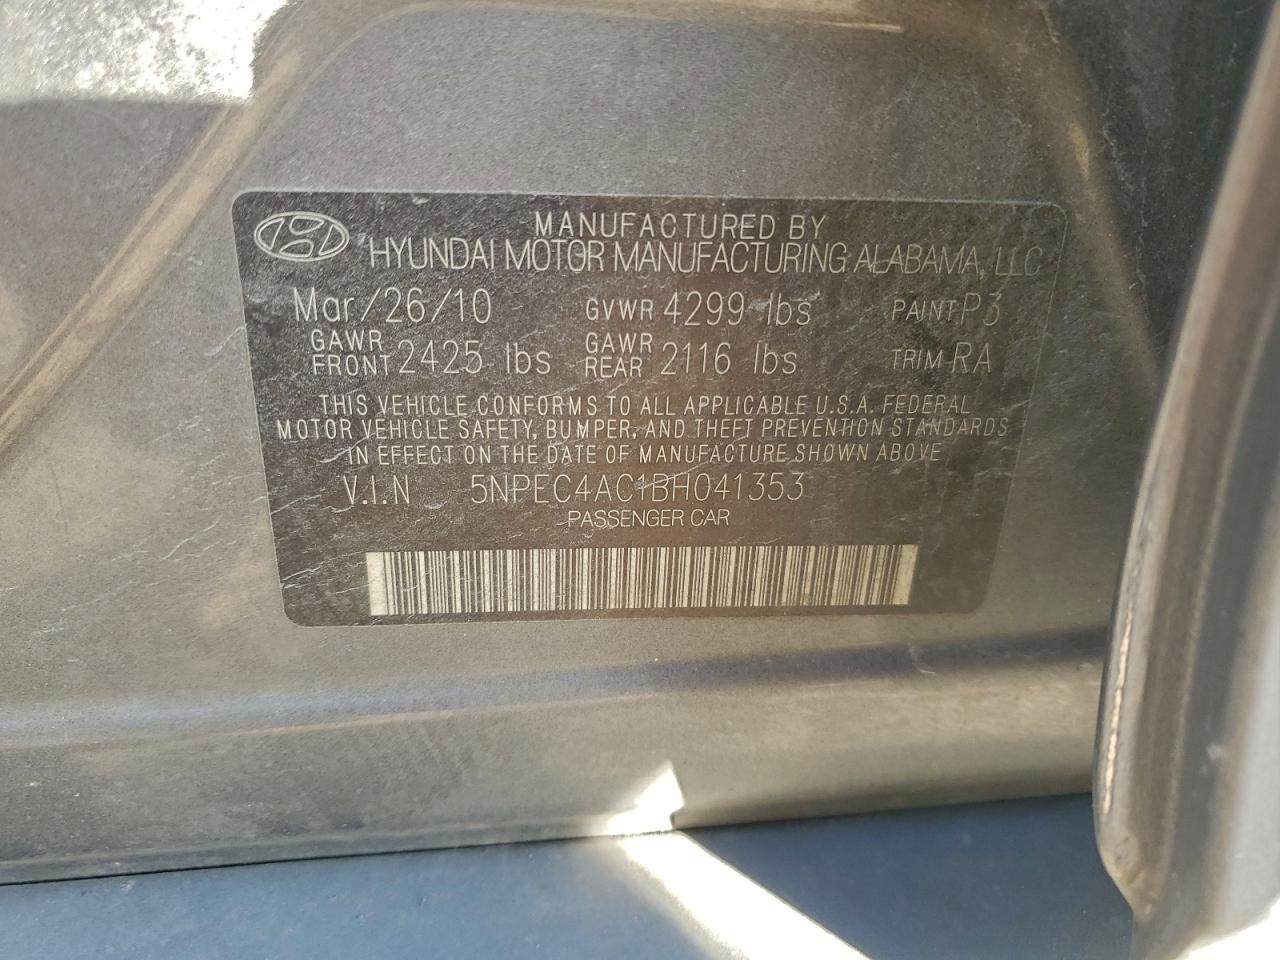 MANUFACTURED BY
HYUNDAI MOTOR MANUFACTURING ALABAMA, LLC
Mar/26/10 GVWR 4299 lbs PAINT P3
GAWR FRONT 2425 lbs GAWR REAR 2116 lbs TRIM RA
THIS VEHICLE CONFORMS TO ALL APPLICABLE U.S.A. FEDERAL
MOTOR VEHICLE SAFETY, BUMPER, AND THEFT PREVENTION STANDARDS
IN EFFECT ON THE DATE OF MANUFACTURE SHOWN ABOVE
V.I.N 5NPEC4AC1BH041353
PASSENGER CAR